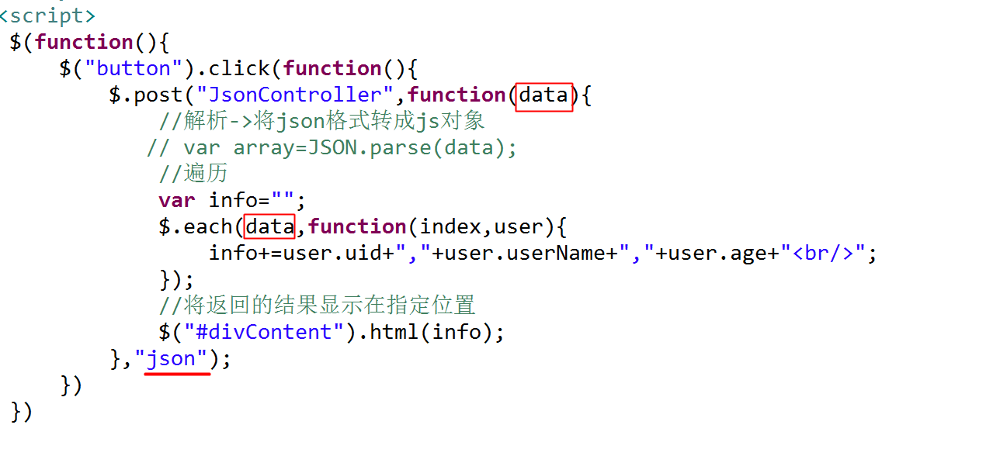 <script>
$(function(){
$("button").click(function(){
$.post("JsonController",function(data){
//解析->将json格式转成js对象
// var array=JSON.parse(data);
//遍历
var info="";
$.each(data,function(index,user){
info+=user.uid+","+user.userName+","+user.age+"<br/>";
});
//将返回的结果显示在指定位置
$("#divContent").html(info);
},"json");
})
})